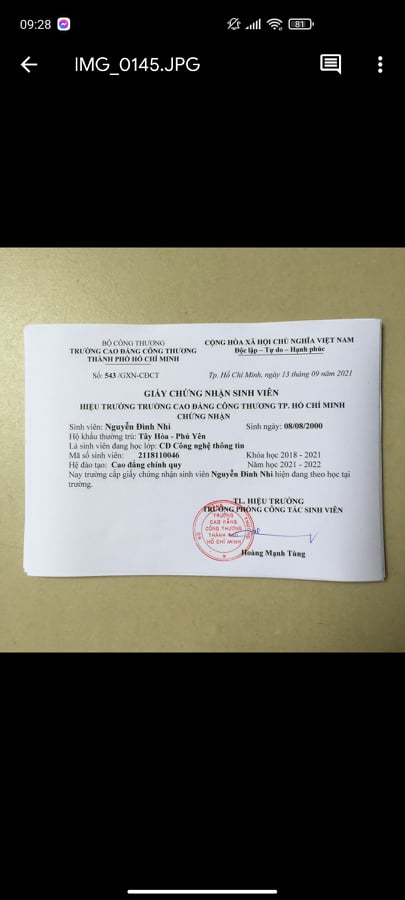 09:28
81
IMG_0145.JPG
BỘ CÔNG THƯƠNG
TRƯỜNG CAO ĐẲNG CÔNG THƯƠNG
THÀNH PHỐ HỒ CHÍ MINH
CỘNG HÒA XÃ HỘI CHỦ NGHĨA VIỆT NAM
Độc lập – Tự do – Hạnh phúc
Số: 543 /GXN-CĐCT
Tp. Hồ Chí Minh, ngày 13 tháng 09 năm 2021
GIẤY CHỨNG NHẬN SINH VIÊN
HIỆU TRƯỞNG TRƯỜNG CAO ĐẲNG CÔNG THƯƠNG TP. HỒ CHÍ MINH
CHỨNG NHẬN
Sinh viên: Nguyễn Đình Nhi Sinh ngày: 08/08/2000
Hộ khẩu thường trú: Tây Hòa - Phú Yên
Là sinh viên đang học lớp: CĐ Công nghệ thông tin
Mã số sinh viên: 2118110046 Khóa học 2018 - 2021
Hệ đào tạo: Cao đẳng chính quy Năm học 2021 - 2022
Nay trường cấp giấy chứng nhận sinh viên Nguyễn Đình Nhi hiện đang theo học tại
trường.
TL. HIỆU TRƯỞNG
TRƯỞNG PHÒNG CÔNG TÁC SINH VIÊN
TRƯỜNG
CAO ĐẲNG
CÔNG THƯƠNG
THÀNH PHỐ
HỒ CHÍ MINH
Hoàng Mạnh Tùng